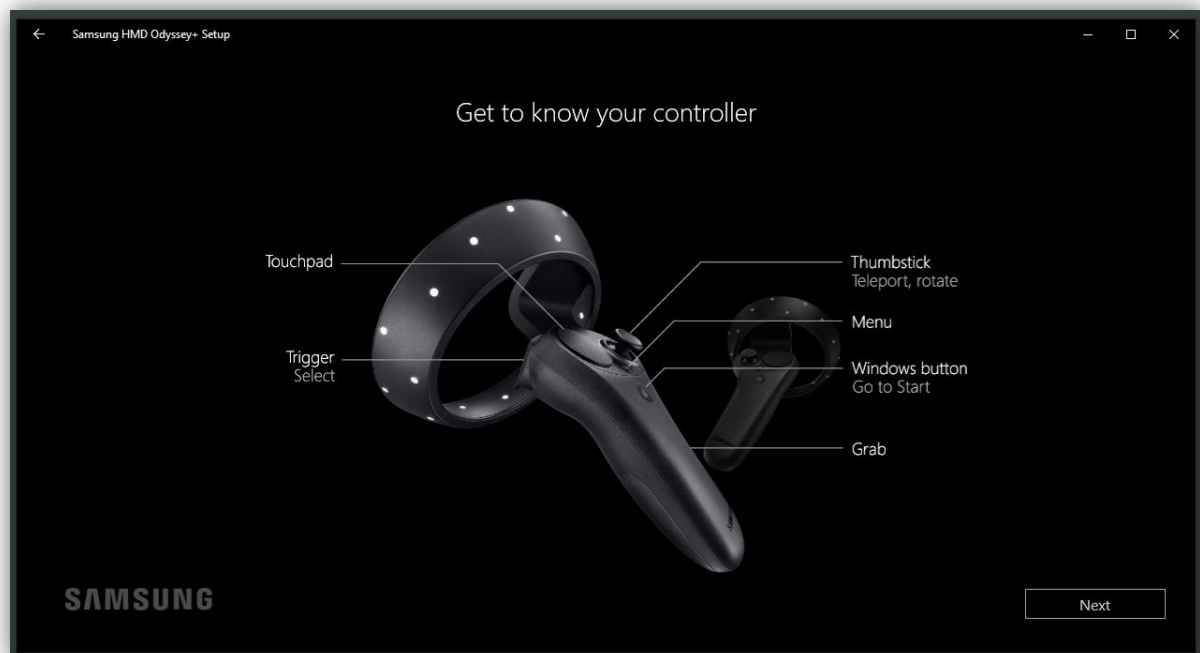 Samsung HMD Odyssey+ Setup
Get to know your controller
Touchpad
Trigger
Select
Thumbstick
Teleport, rotate
Menu
Windows button
Go to Start
Grab
SAMSUNG
Next